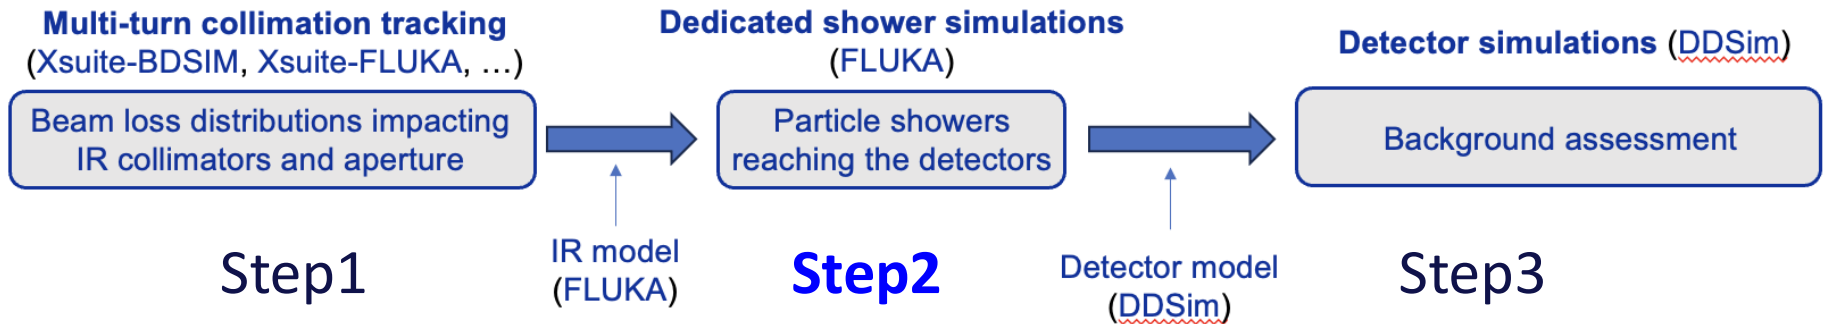 Multi-turn collimation tracking
(Xsuite-BDSIM, Xsuite-FLUKA, ...)
Beam loss distributions impacting
IR collimators and aperture
Step1
IR model
(FLUKA)
Dedicated shower simulations
(FLUKA)
Particle showers
reaching the detectors
Step2
Detector model
(DDSim)
Detector simulations (DDSim)
Background assessment
Step3